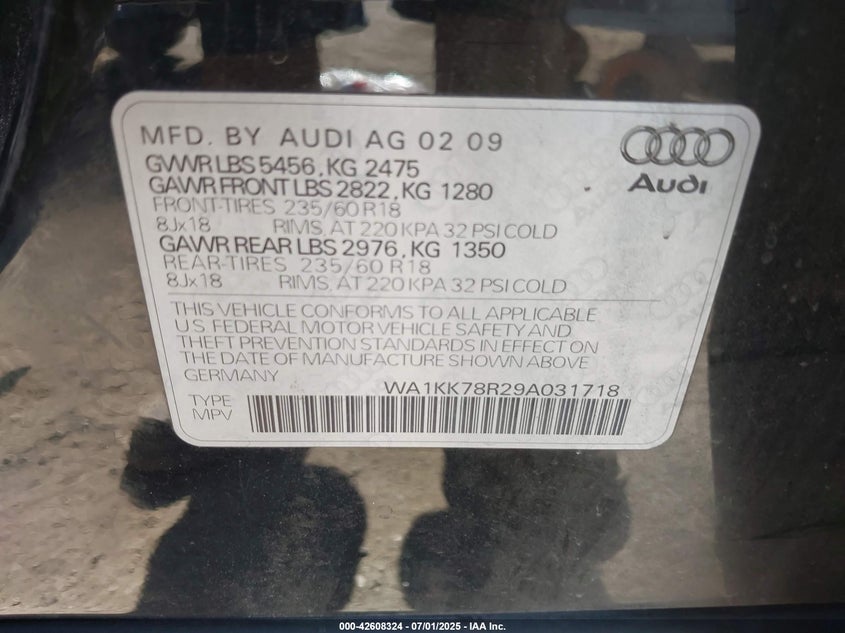 MFD. BY AUDI AG 02 09
GVWR LBS 5456, KG 2475
GAWR FRONT LBS 2822, KG 1280
FRONT-TIRES 235/60 R18
8Jx18 RIMS, AT 220 KPA 32 PSI COLD
GAWR REAR LBS 2976, KG 1350
REAR-TIRES 235/60 R18
8Jx18 RIMS, AT 220 KPA 32 PSI COLD
Audi
THIS VEHICLE CONFORMS TO ALL APPLICABLE
U.S. FEDERAL MOTOR VEHICLE SAFETY AND
THEFT PREVENTION STANDARDS IN EFFECT ON
THE DATE OF MANUFACTURE SHOWN ABOVE
GERMANY
WA1KK78R29A031718
TYPE
MPV
000-42608324 - 07/01/2025 - IAA Inc.